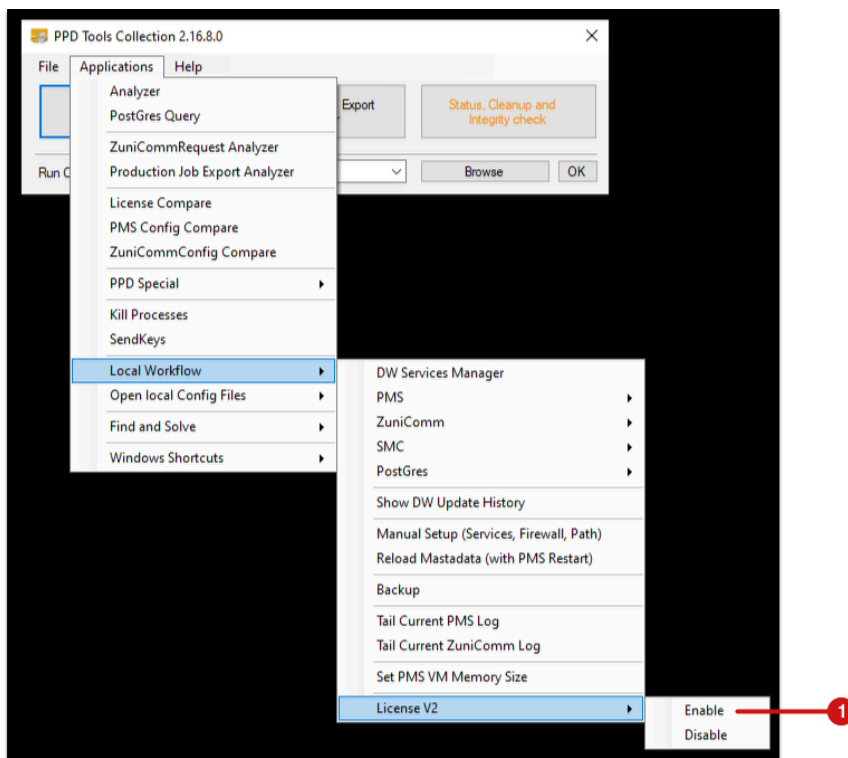 PPD Tools Collection 2.16.8.0
File Applications Help
Export
Status, Cleanup and
Integrity check
Run
Browse
OK
Analyzer
PostGres Query
ZuniCommRequest Analyzer
Production Job Export Analyzer
License Compare
PMS Config Compare
ZuniCommConfig Compare
PPD Special
Kill Processes
SendKeys
Local Workflow
Open local Config Files
Find and Solve
Windows Shortcuts
DW Services Manager
PMS
ZuniComm
SMC
PostGres
Show DW Update History
Manual Setup (Services, Firewall, Path)
Reload Mastadata (with PMS Restart)
Backup
Tail Current PMS Log
Tail Current ZuniComm Log
Set PMS VM Memory Size
License V2
Enable
Disable
1